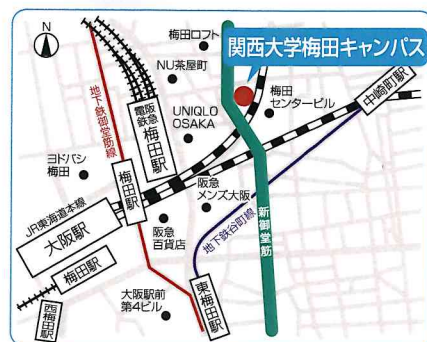 N
梅田ロフト
関西大学梅田キャンパス
NU茶屋町
地下鉄御堂筋線
阪急電鉄
梅田駅
UNIQLO
OSAKA
梅田
センタービル
中崎町駅
ヨドバシ
梅田
梅田駅
阪急
メンズ大阪
JR東海道本線
大阪駅
阪急
百貨店
地下鉄谷町線
新御堂筋
梅田駅
東梅田駅
大阪駅前
第4ビル
西梅田駅